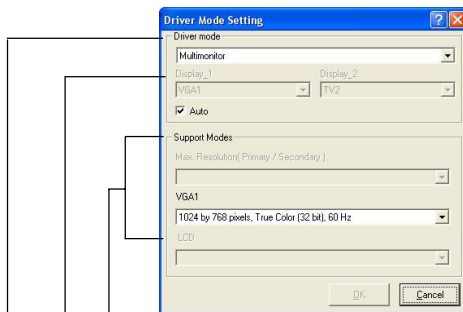 Driver Mode Setting
Driver mode
Multimonitor
Display_1 Display_2
VGA1 TV2
Auto
Support Modes
Max. Resolution( Primary / Secondary )
VGA1
1024 by 768 pixels, True Color (32 bit), 60 Hz
LCD
OK Cancel